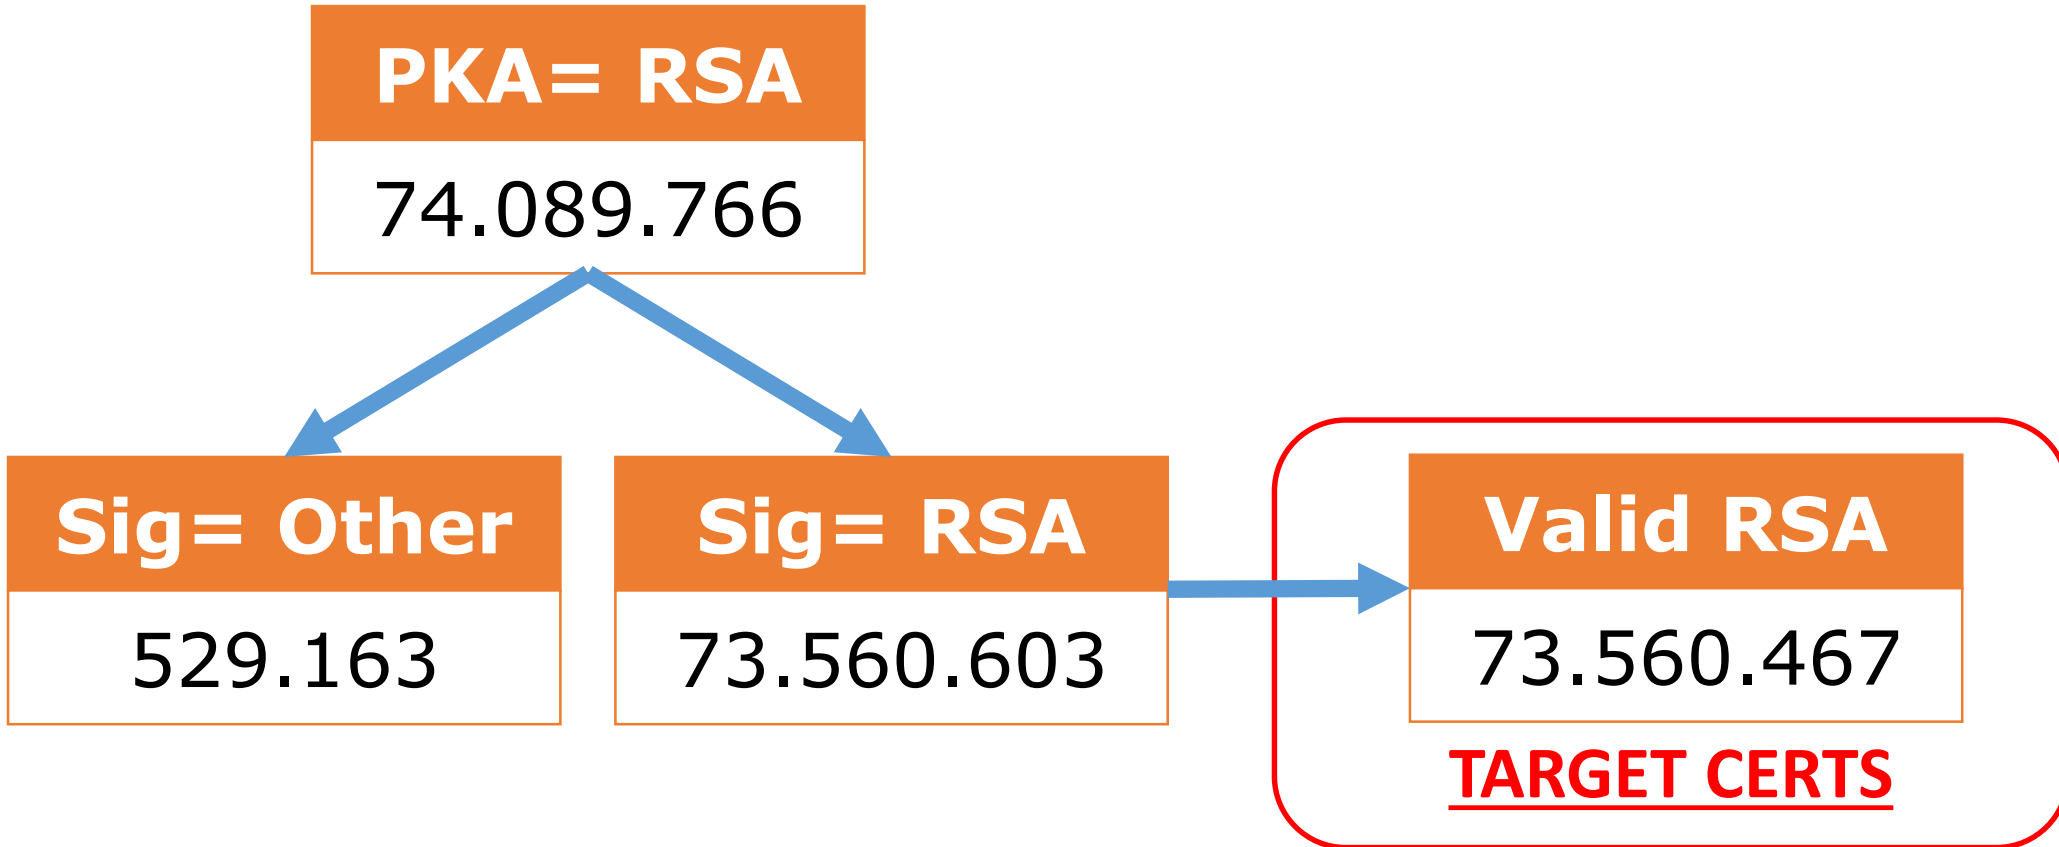 PKA= RSA
74.089.766
Sig= Other
529.163
Sig= RSA
73.560.603
Valid RSA
73.560.467
TARGET CERTS